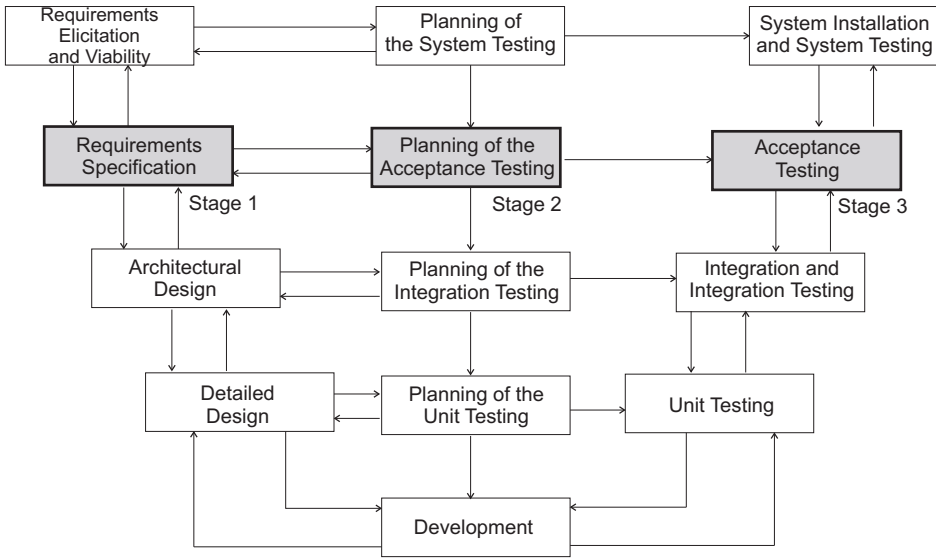 Requirements
Elicitation
and Viability
Planning of
the System Testing
System Installation
and System Testing
Requirements
Specification
Planning of the
Acceptance Testing
Acceptance
Testing
Stage 1
Stage 2
Stage 3
Architectural
Design
Planning of the
Integration Testing
Integration and
Integration Testing
Detailed
Design
Planning of the
Unit Testing
Unit Testing
Development